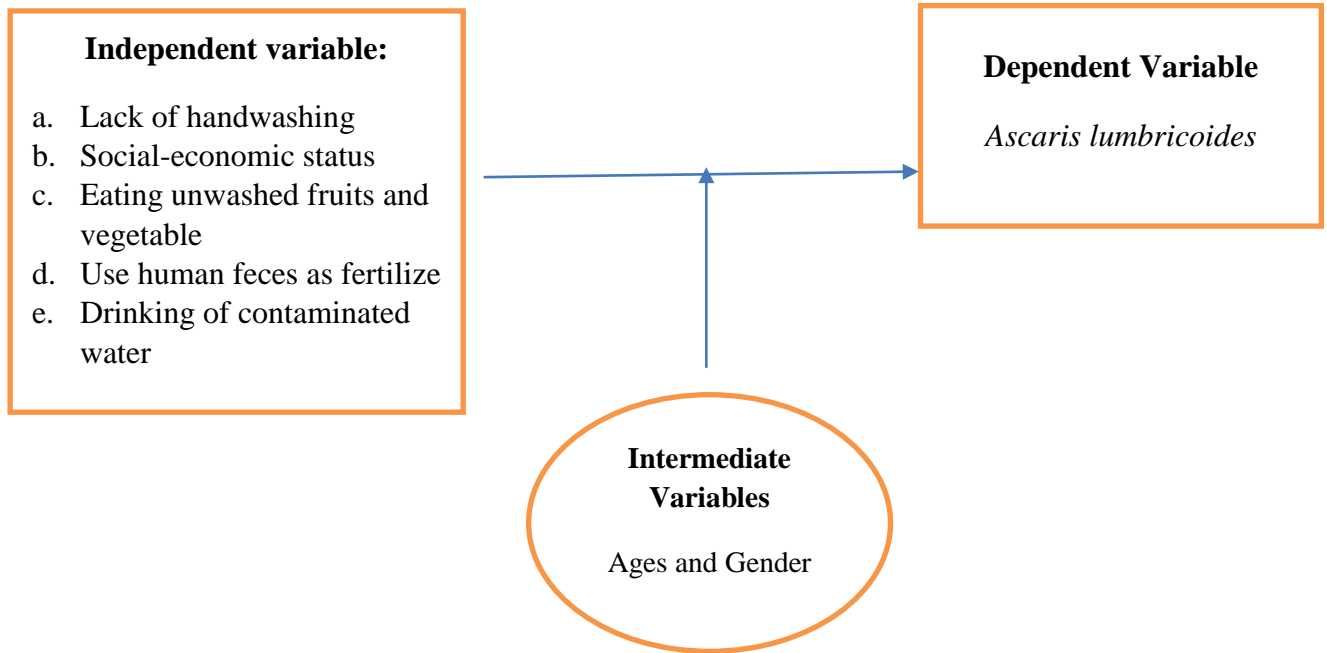 Independent variable:
a. Lack of handwashing
b. Social-economic status
c. Eating unwashed fruits and
vegetable
d. Use human feces as fertilize
e. Drinking of contaminated
water
Dependent Variable
Ascaris lumbricoides
Intermediate
Variables
Ages and Gender